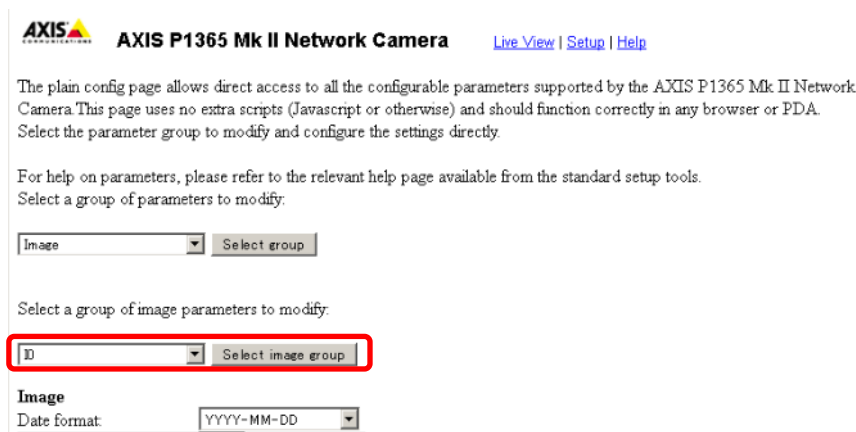 AXIS
COMMUNICATIONS
AXIS P1365 Mk II Network Camera Live View | Setup | Help
The plain config page allows direct access to all the configurable parameters supported by the AXIS P1365 Mk II Network
Camera.This page uses no extra scripts (Javascript or otherwise) and should function correctly in any browser or PDA.
Select the parameter group to modify and configure the settings directly.
For help on parameters, please refer to the relevant help page available from the standard setup tools.
Select a group of parameters to modify:
Image Select group
Select a group of image parameters to modify:
I0 Select image group
Image
Date format: YYYY-MM-DD